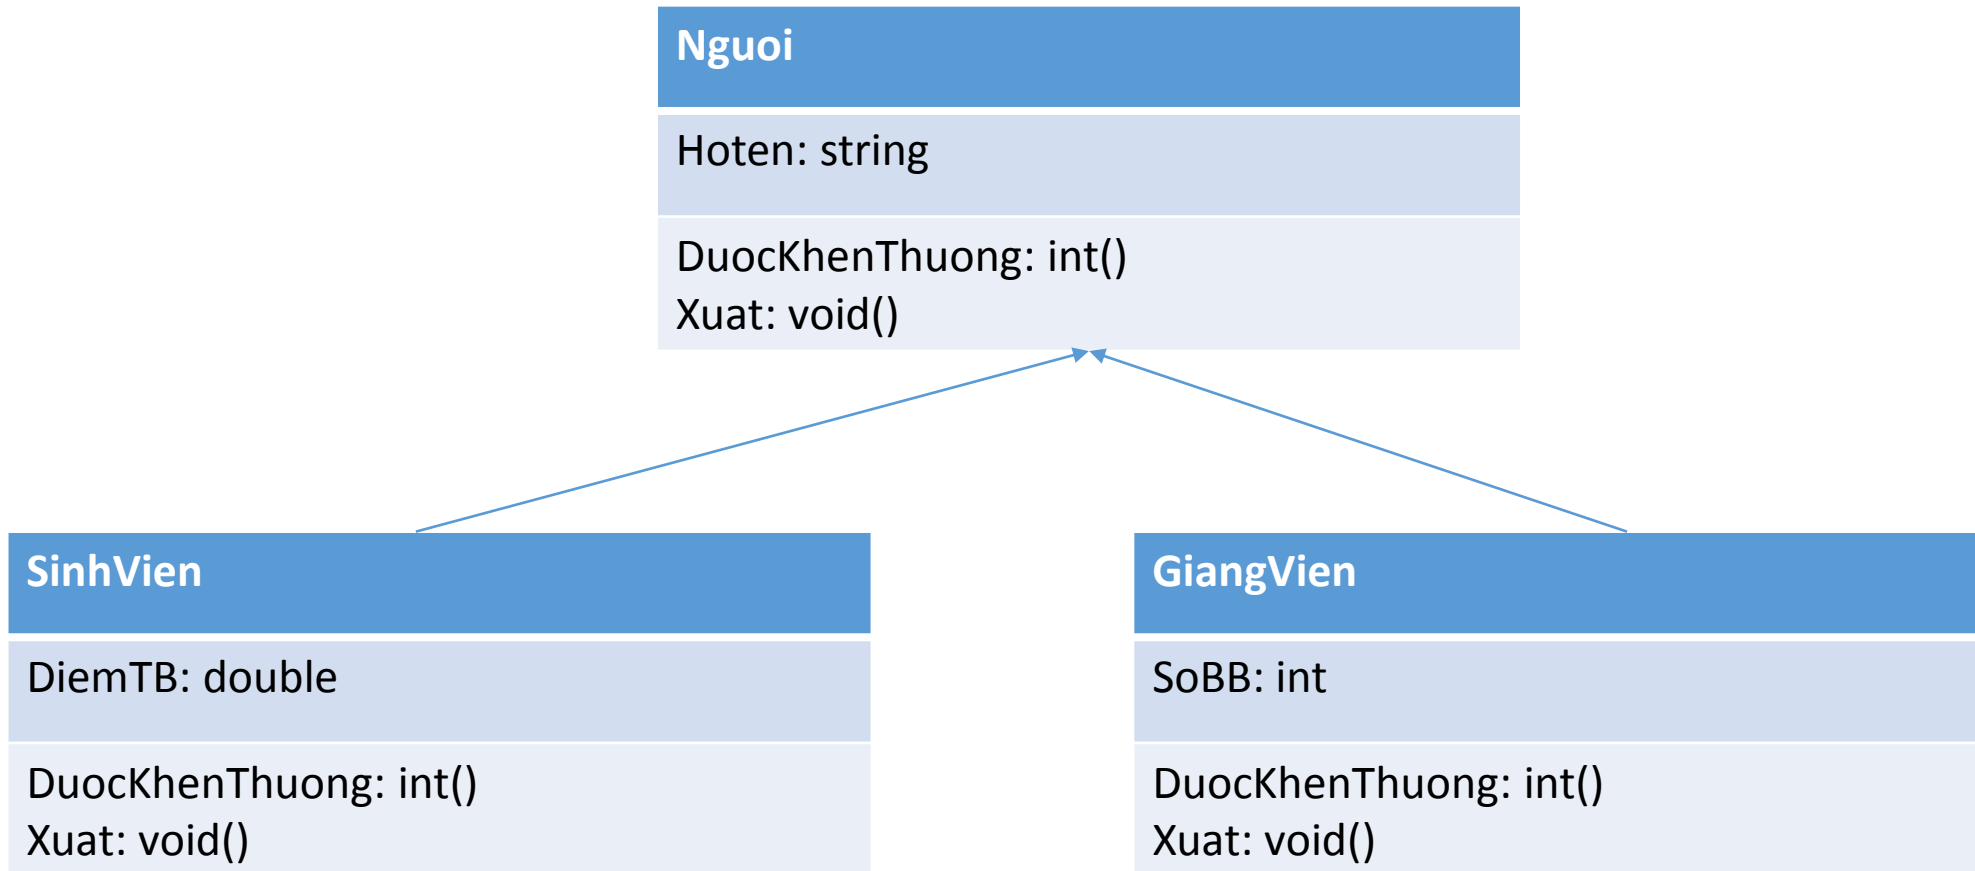 Nguoi
Hoten: string
DuocKhenThuong: int()
Xuat: void()
SinhVien
DiemTB: double
DuocKhenThuong: int()
Xuat: void()
GiangVien
SoBB: int
DuocKhenThuong: int()
Xuat: void()